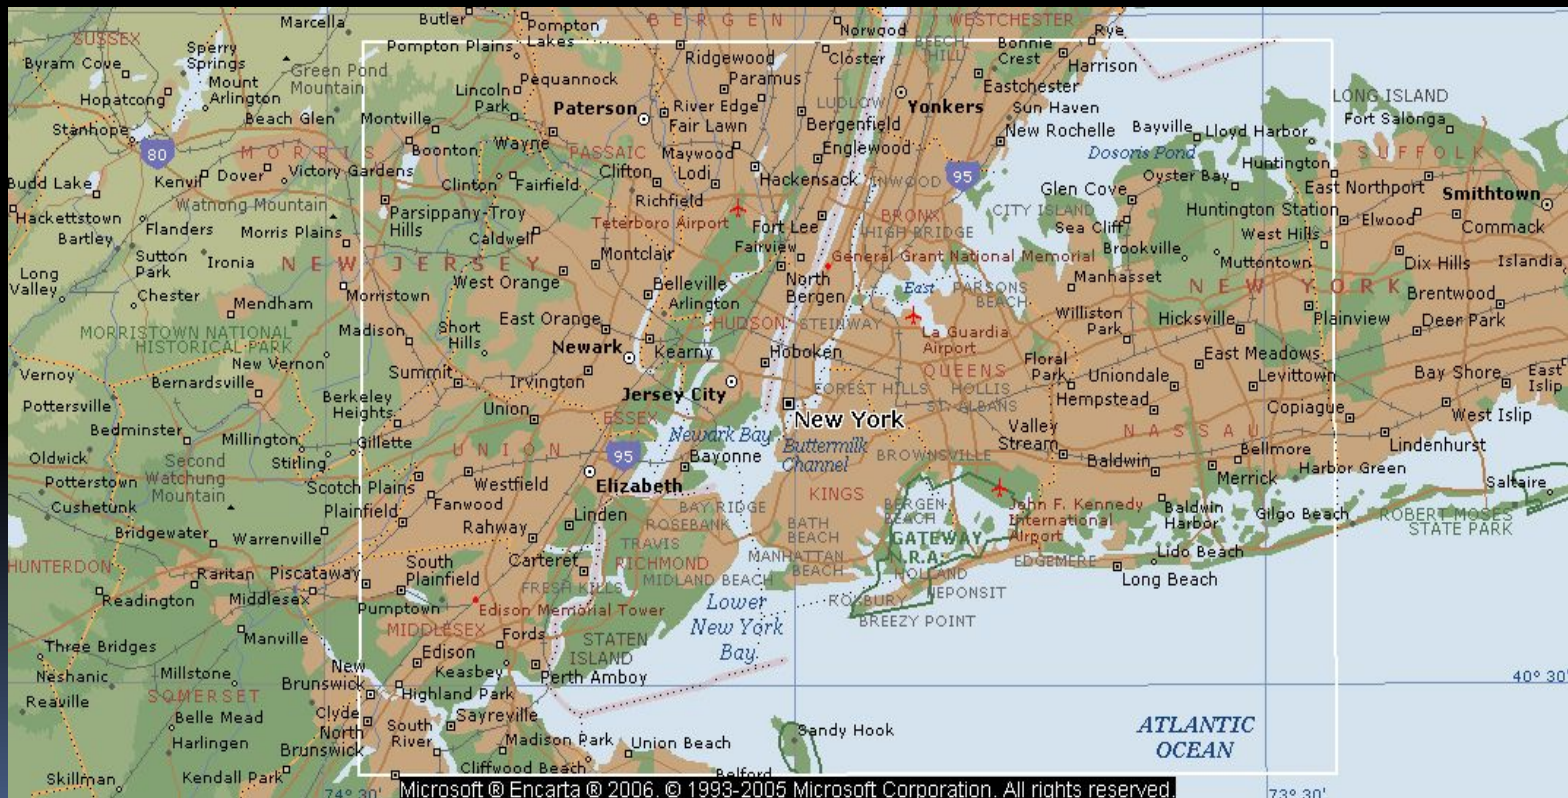 Marcella
Butler
Pompton
Lakes
BERGEN
Norwood
WESTCHESTER
Rye
SUSSEX
Sperry
Springs
Pompton Plains
Ridgewood
Closter
BEECH
HILL
Bonnie
Crest
Harrison
Byram Cove
Green Pond
Mountain
Pequannock
Paramus
Eastchester
Hopatcong
Mount
Arlington
Lincoln
Park
Paterson
River Edge
LUDLOW
Yonkers
Sun Haven
LONG ISLAND
Stanhope
Beach Glen
Montville
Fair Lawn
Bergenfield
New Rochelle
Bayville
Lloyd Harbor
Fort Salonga
80
MORRIS
Boonton
Wayne
PASSAIC
Maywood
Englewood
Dosoris Pond
Huntington
SUFFOLK
Budd Lake
Kenvil
Dover
Victory Gardens
Clinton
Fairfield
Clifton
Lodi
Hackensack
INWOOD
95
Glen Cove
Oyster Bay
East Northport
Smithtown
Hackettstown
Watnong Mountain
Parsippany-Troy
Hills
Richfield
Teterboro Airport
Fort Lee
BRONX
HIGH BRIDGE
CITY ISLAND
Sea Cliff
Huntington Station
Elwood
Commack
Bartley
Flanders
Morris Plains
Caldwell
Fairview
Brookville
West Hills
Sutton
Park
Ironia
NEW JERSEY
Montclair
General Grant National Memorial
Muttontown
Dix Hills
Islandia
Long
Valley
Chester
Mendham
Morristown
West Orange
Belleville
Arlington
North
Bergen
East
PARSONS
BEACH
Manhasset
NEW YORK
Brentwood
MORRISTOWN NATIONAL
HISTORICAL PARK
Madison
Short
Hills
East Orange
HUDSON
STEINWAY
La Guardia
Airport
Williston
Park
Hicksville
Plainview
Deer Park
New Vernon
Newark
Kearny
Hoboken
QUEENS
Floral
Park
East Meadows
Vernoy
Bernardsville
Summit
Irvington
Jersey City
FOREST HILLS
HOLLIS
ST. ALBANS
Uniondale
Levittown
Bay Shore
East
Islip
Pottersville
Berkeley
Heights
Union
ESSEX
New York
Hempstead
Copiague
West Islip
Bedminster
Millington
Gillette
UNION
Newark Bay
Buttermilk
Channel
Valley
Stream
NASSAU
Lindenhurst
Oldwick
Second
Watchung
Mountain
Stirling
95
Bayonne
BROWNSVILLE
Baldwin
Bellmore
Potterstown
Scotch Plains
Westfield
Elizabeth
KINGS
Merrick
Harbor Green
Saltaire
Cushetunk
Plainfield
Fanwood
Linden
BAY RIDGE
BERGEN
BEACH
John F. Kennedy
International
Airport
Baldwin
Harbor
Gilgo Beach
ROBERT MOSES
STATE PARK
Bridgewater
Warrenville
Rahway
ROSEBANK
BATH
BEACH
GATEWAY
N.R.A.
TRAVIS
Lido Beach
HUNTERDON
Raritan
Piscataway
South
Plainfield
Carteret
RICHMOND
MANHATTAN
BEACH
EDGEMERE
Long Beach
Readington
Middlesex
Pumptown
FRESH KILLS
MIDLAND BEACH
HOLLAND
NEPONSIT
Edison Memorial Tower
Lower
New York
Bay
ROXBURY
BREEZY POINT
Three Bridges
Manville
MIDDLESEX
Fords
STATEN
ISLAND
Neshanic
Millstone
New
Brunswick
Edison
Keasbey
Perth Amboy
40° 30'
Reaville
SOMERSET
Highland Park
Belle Mead
Clyde
Sayreville
Sandy Hook
ATLANTIC
OCEAN
Harlingen
North
Brunswick
South
River
Madison Park
Union Beach
Skillman
Kendall Park
Cliffwood Beach
Belford
74° 30'
Microsoft ® Encarta ® 2006. © 1993-2005 Microsoft Corporation. All rights reserved.
73° 30'